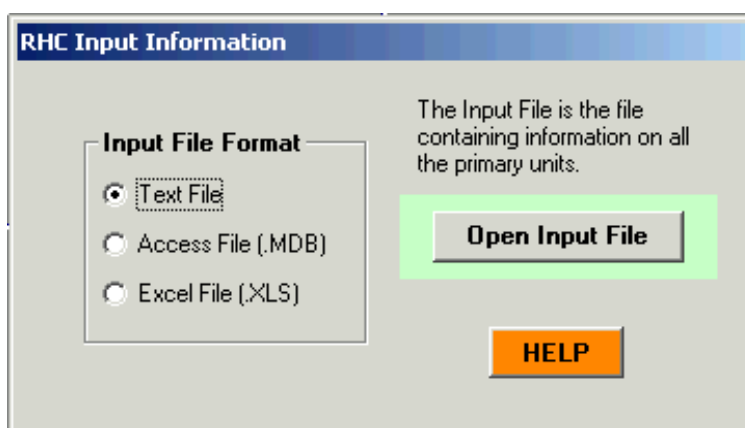 RHC Input Information
Input File Format
Text File
Access File (.MDB)
Excel File (.XLS)
The Input File is the file
containing information on all
the primary units.
Open Input File
HELP